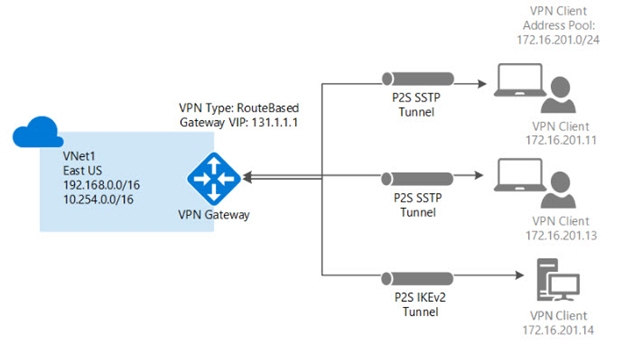 VPN Client
Address Pool:
172.16.201.0/24
P2S SSTP
Tunnel
VPN Type: RouteBased
Gateway VIP: 131.1.1.1
VPN Client
172.16.201.11
VNet1
East US
192.168.0.0/16
10.254.0.0/16
VPN Gateway
P2S SSTP
Tunnel
VPN Client
172.16.201.13
P2S IKEv2
Tunnel
VPN Client
172.16.201.14